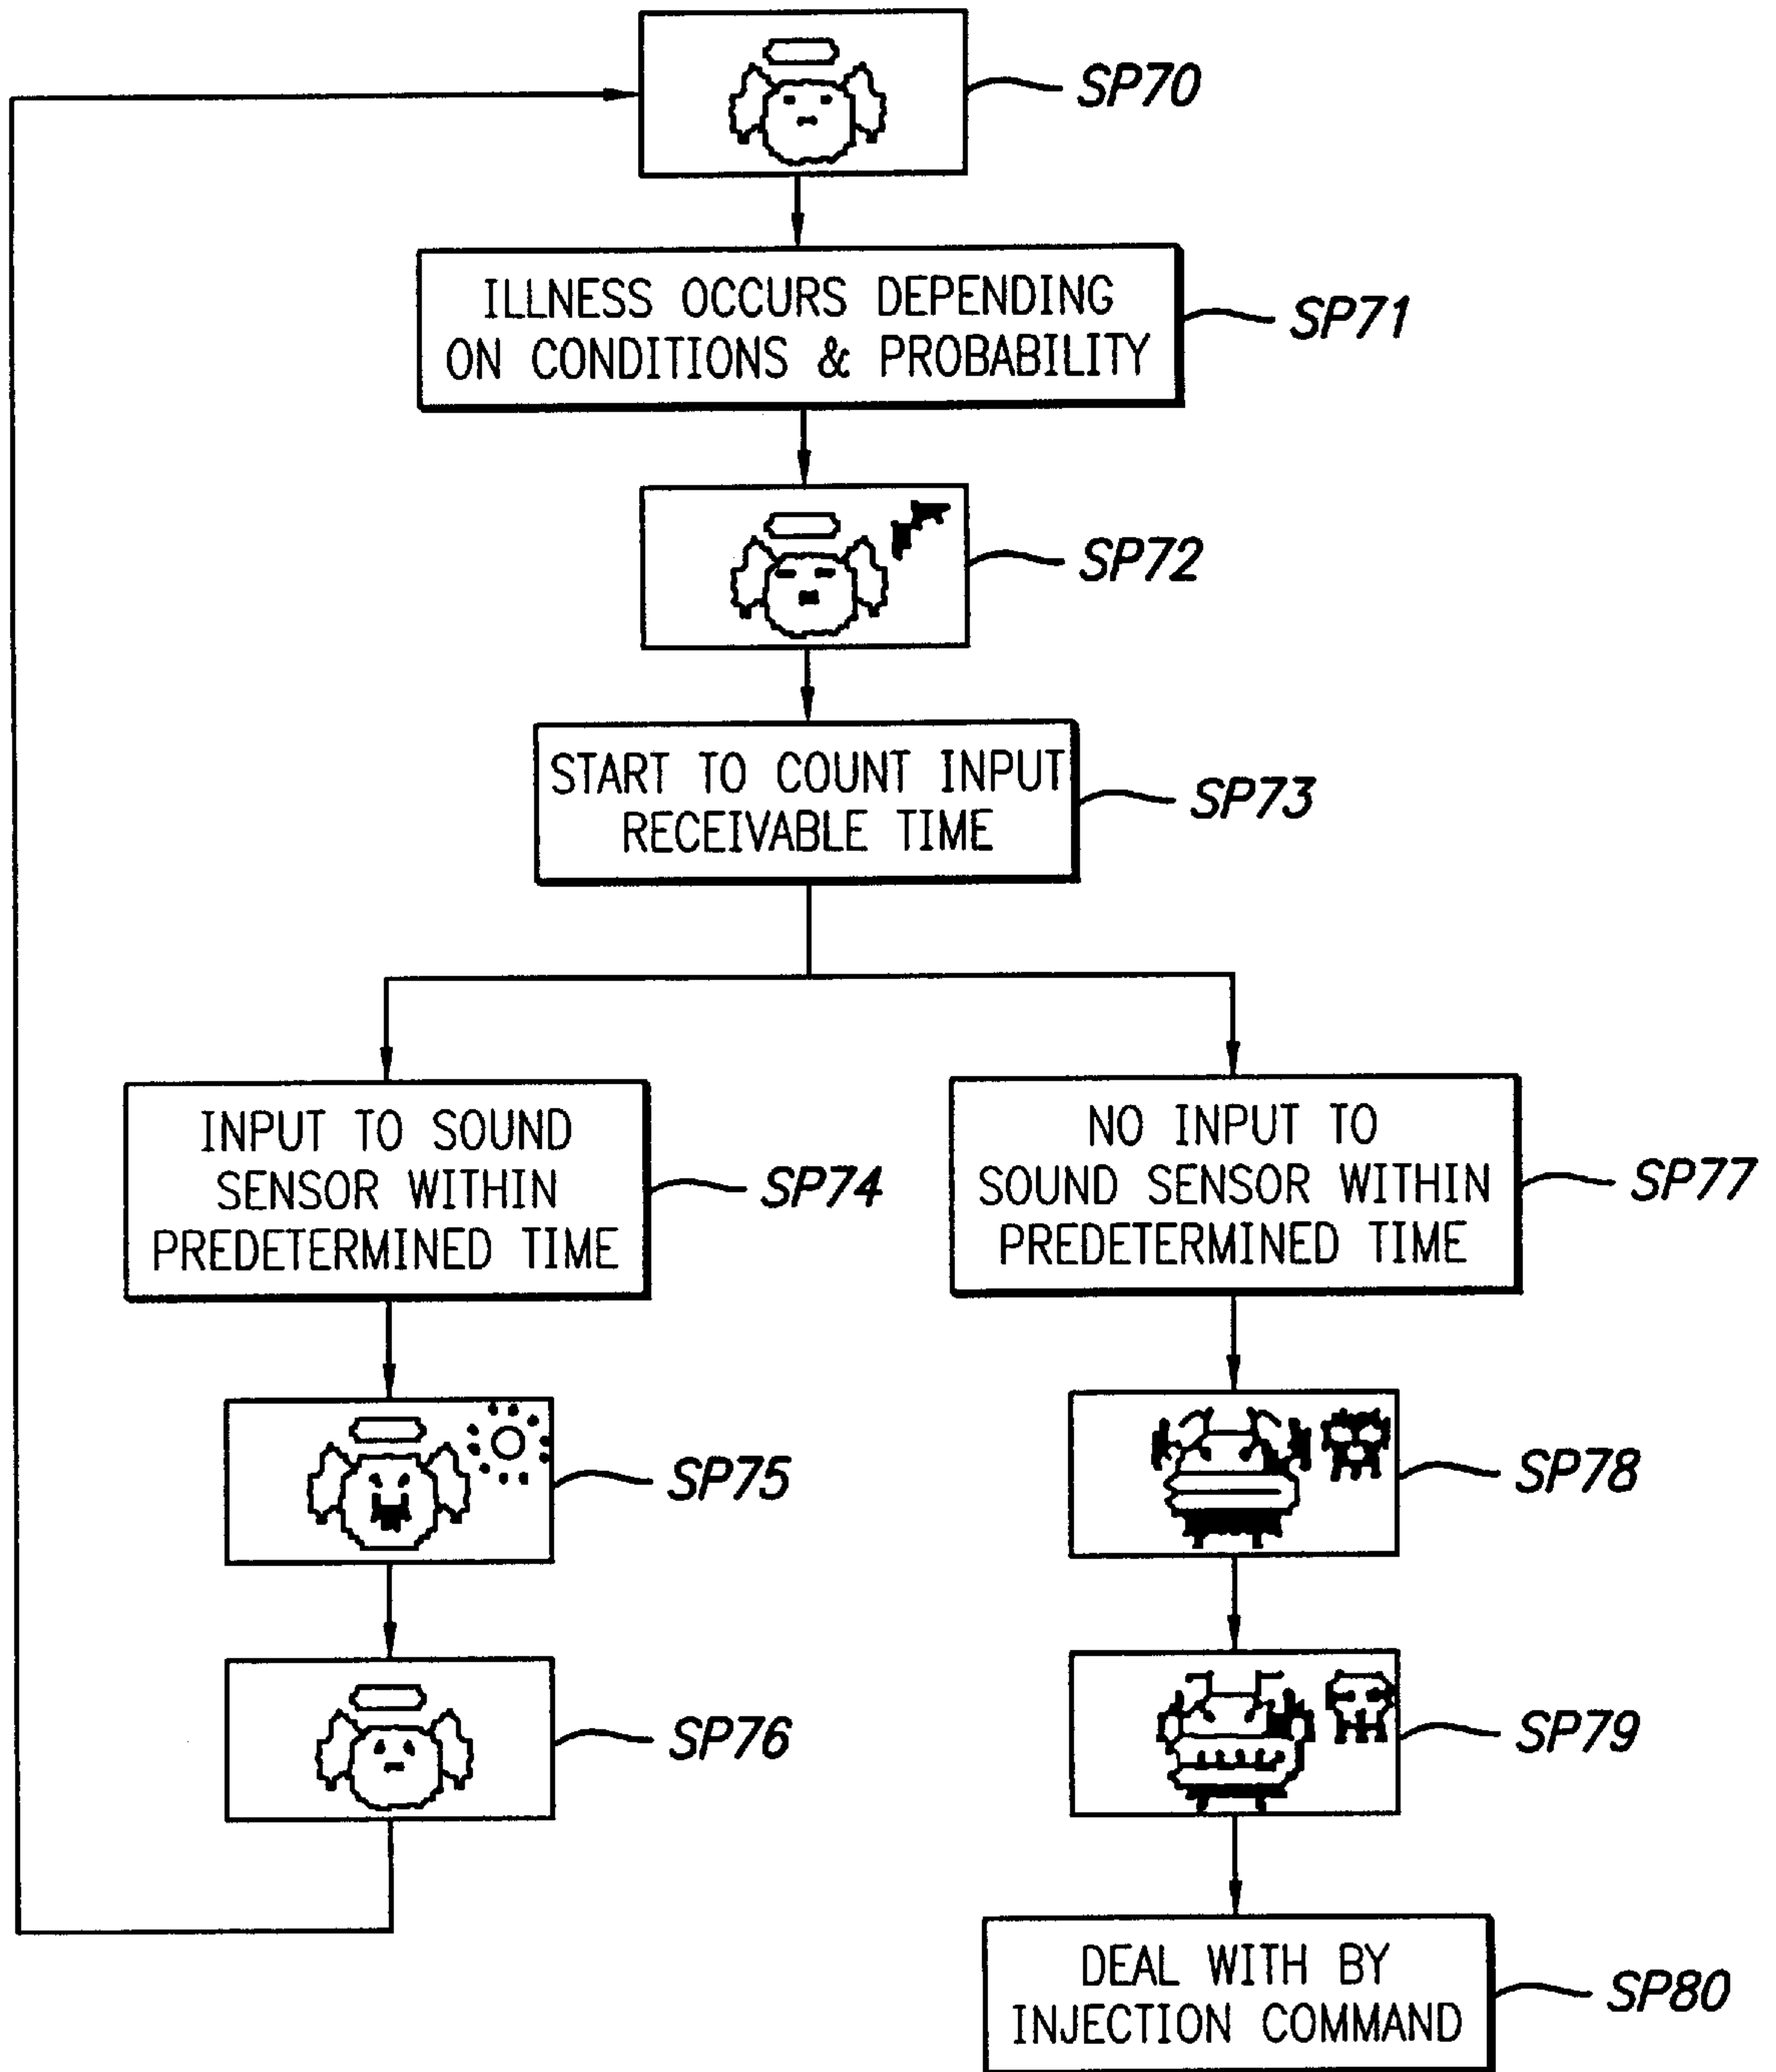 SP70
ILLNESS OCCURS DEPENDING
ON CONDITIONS & PROBABILITY
SP71
SP72
START TO COUNT INPUT
RECEIVABLE TIME
SP73
INPUT TO SOUND
SENSOR WITHIN
PREDETERMINED TIME
SP74
NO INPUT TO
SOUND SENSOR WITHIN
PREDETERMINED TIME
SP77
SP75
SP78
SP76
SP79
DEAL WITH BY
INJECTION COMMAND
SP80